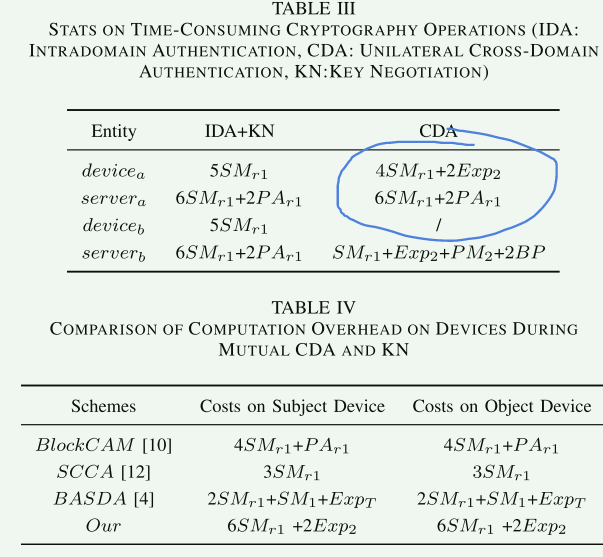 TABLE III
STATS ON TIME-CONSUMING CRYPTOGRAPHY OPERATIONS (IDA:
INTRADOMAIN AUTHENTICATION, CDA: UNILATERAL CROSS-DOMAIN
AUTHENTICATION, KN:KEY NEGOTIATION)
Entity IDA+KN CDA
device_a 5SM_{r1} 4SM_{r1}+2Exp_2
server_a 6SM_{r1}+2PA_{r1} 6SM_{r1}+2PA_{r1}
device_b 5SM_{r1} /
server_b 6SM_{r1}+2PA_{r1} SM_{r1}+Exp_2+PM_2+2BP
TABLE IV
COMPARISON OF COMPUTATION OVERHEAD ON DEVICES DURING
MUTUAL CDA AND KN
Schemes Costs on Subject Device Costs on Object Device
BlockCAM [10] 4SM_{r1}+PA_{r1} 4SM_{r1}+PA_{r1}
SCCA [12] 3SM_{r1} 3SM_{r1}
BASDA [4] 2SM_{r1}+SM_1+Exp_T 2SM_{r1}+SM_1+Exp_T
Our 6SM_{r1} +2Exp_2 6SM_{r1} +2Exp_2